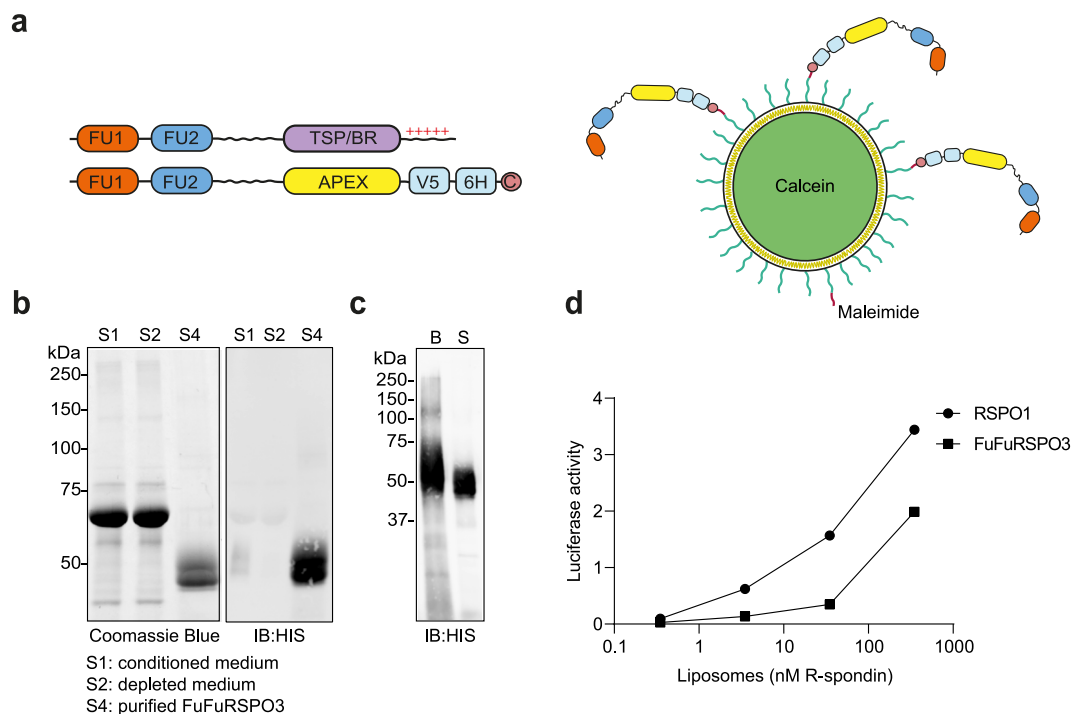 a
FU1 FU2 TSP/BR +++++
FU1 FU2 APEX V5 6H C
Calcein
Maleimide
b
S1 S2 S4 S1 S2 S4
kDa
250
150
100
75
50
Coomassie Blue IB:HIS
S1: conditioned medium
S2: depleted medium
S4: purified FuFuRSPO3
c
B S
kDa
250
150
100
75
50
37
IB:HIS
d
Luciferase activity
4
3
2
1
0
0.1 1 10 100 1000
Liposomes (nM R-spondin)
RSPO1
FuFuRSPO3